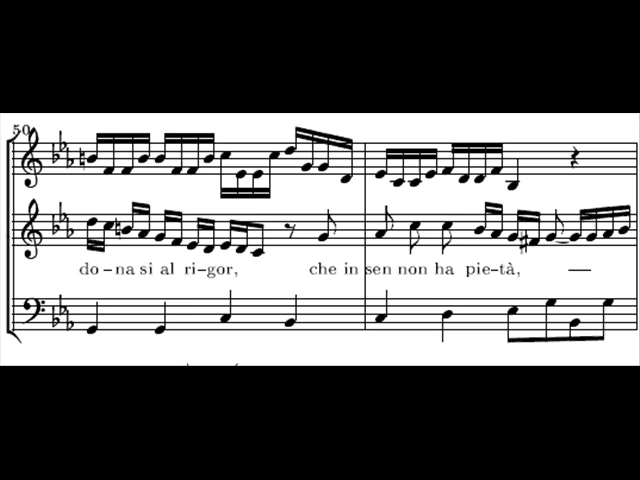 50
do–na si al ri–gor, che in sen non ha pie–tà, —